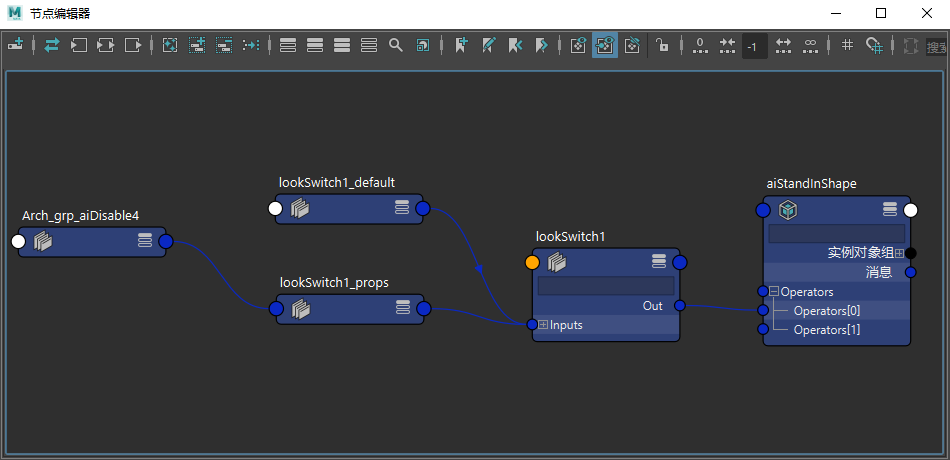 节点编辑器
0
-1
∞
搜索
lookSwitch1_default
aiStandInShape
Arch_grp_aiDisable4
lookSwitch1
实例对象组
消息
lookSwitch1_props
Operators
Out
Operators[0]
Inputs
Operators[1]